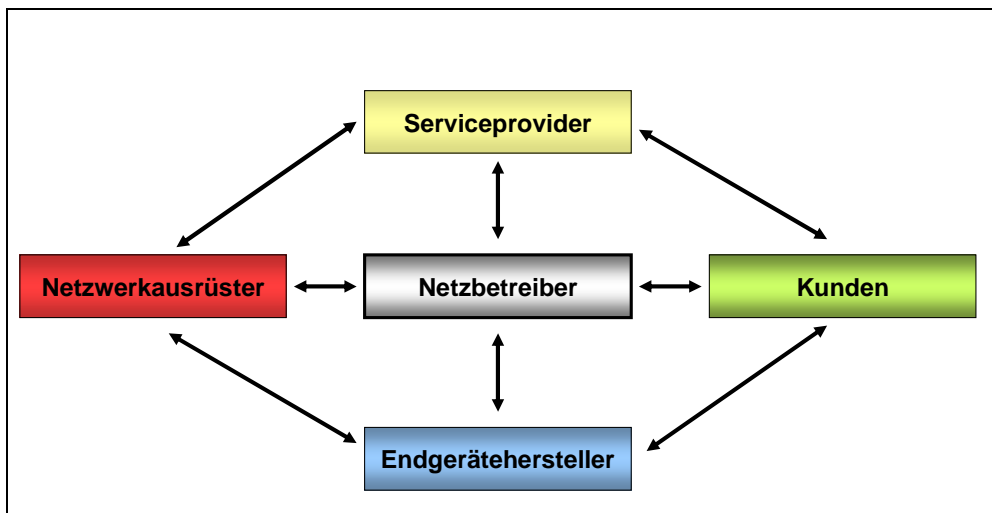 Serviceprovider
Netzwerkausrüster
Netzbetreiber
Kunden
Endgerätehersteller